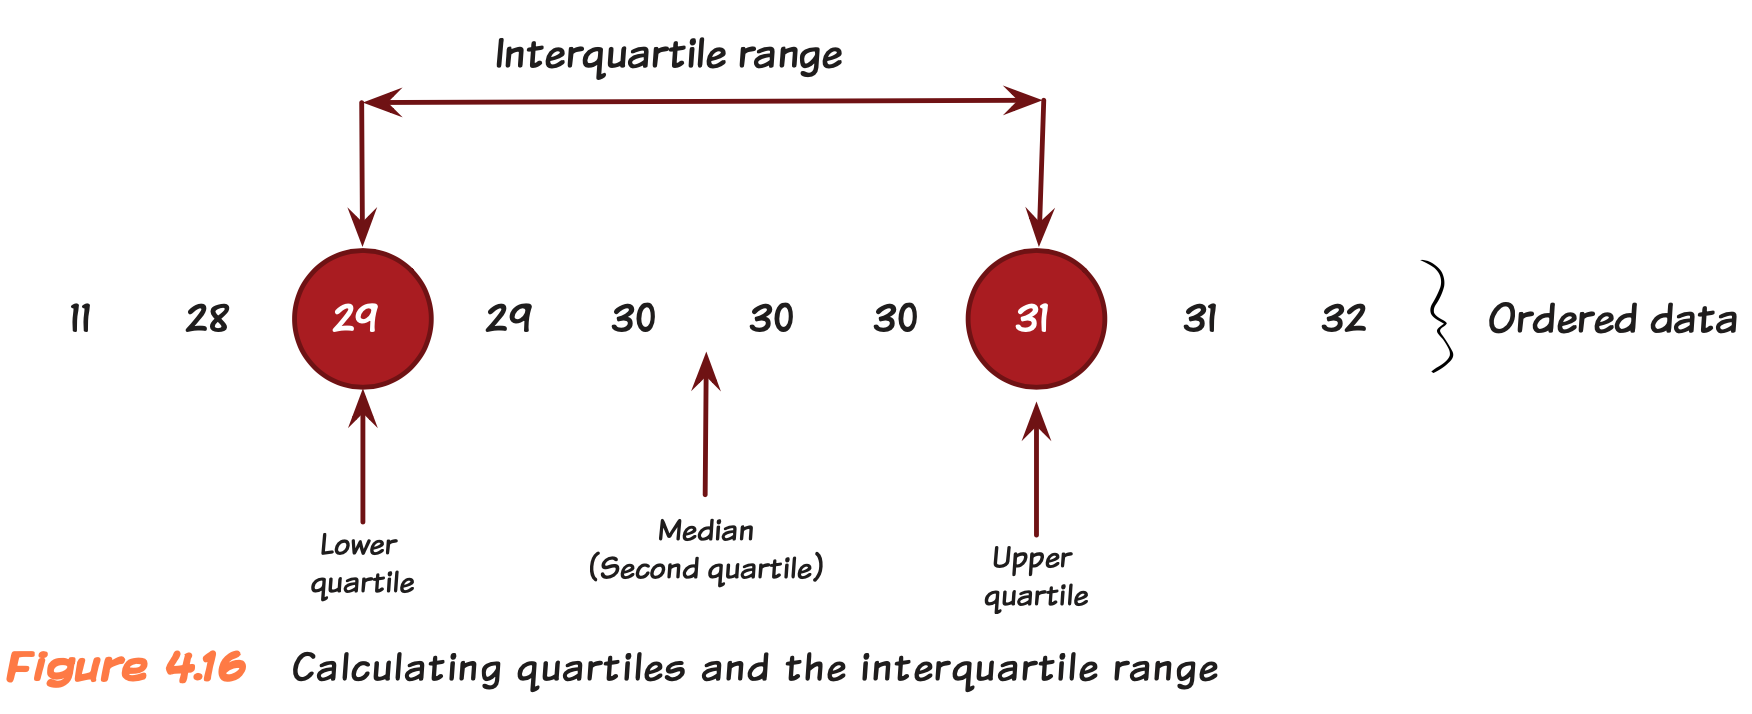 Interquartile range
11 28 29 29 30 30 30 31 31 32 Ordered data
Lower
quartile
Median
(Second quartile)
Upper
quartile
Figure 4.16 Calculating quartiles and the interquartile range